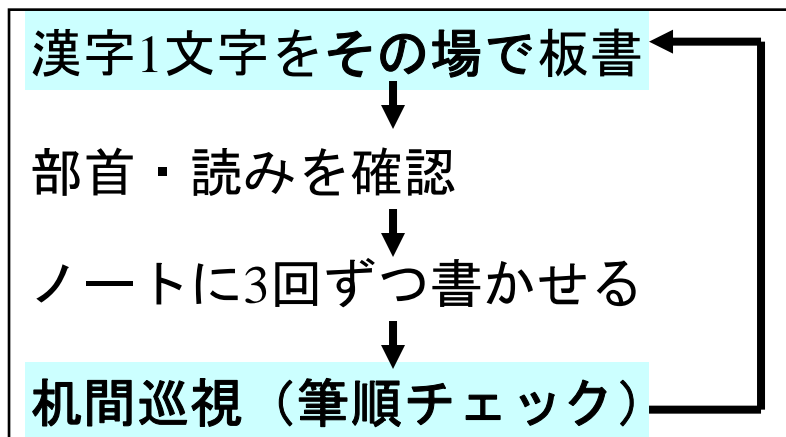 漢字1文字をその場で板書
部首・読みを確認
ノートに3回ずつ書かせる
机間巡視（筆順チェック）